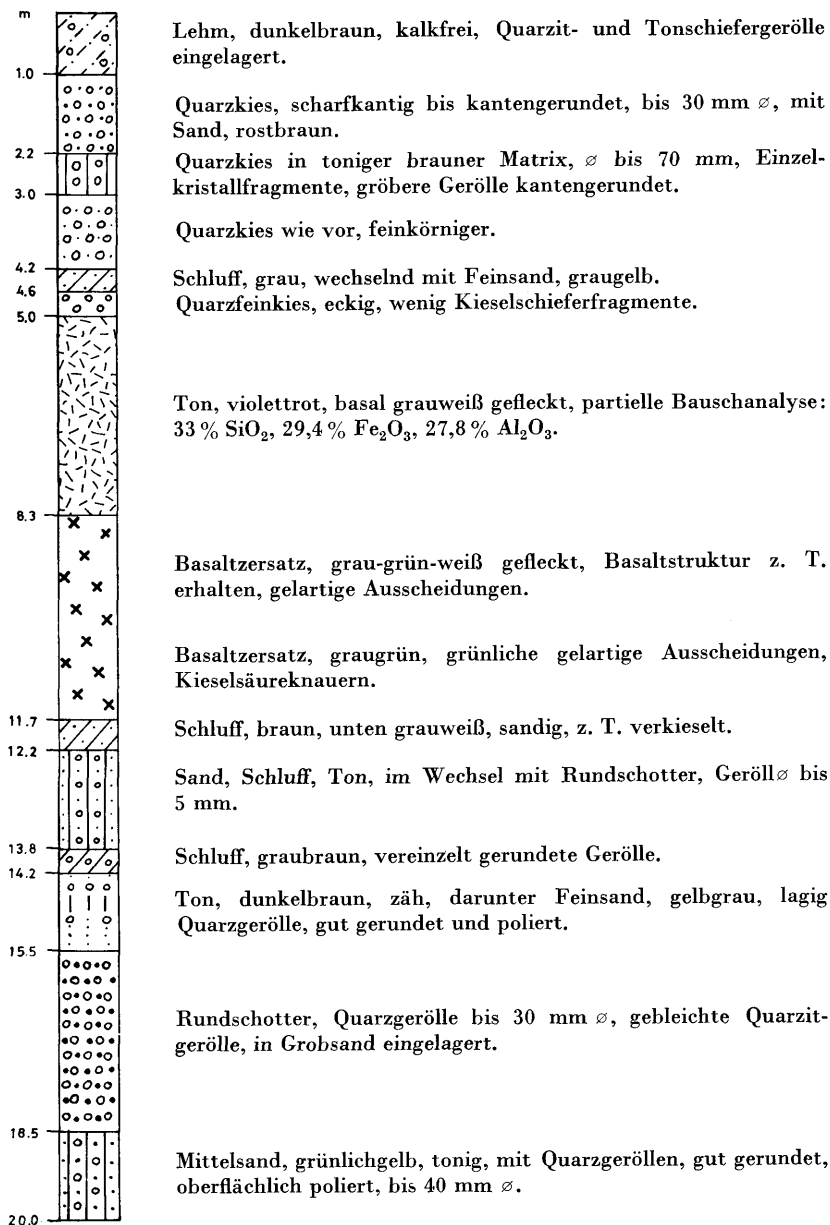 m
Lehm, dunkelbraun, kalkfrei, Quarzit- und Tonschiefergerölle
eingelagert.
1.0
Quarzkies, scharfkantig bis kantengerundet, bis 30 mm ⌀, mit
Sand, rostbraun.
2.2
Quarzkies in toniger brauner Matrix, ⌀ bis 70 mm, Einzel-
kristallfragmente, gröbere Gerölle kantengerundet.
3.0
Quarzkies wie vor, feinkörniger.
4.2
Schluff, grau, wechselnd mit Feinsand, graugelb.
4.6
Quarzfeinkies, eckig, wenig Kieselschieferfragmente.
5.0
Ton, violettrot, basal grauweiß gefleckt, partielle Bauschanalyse:
33 % SiO₂, 29,4 % Fe₂O₃, 27,8 % Al₂O₃.
8.3
Basaltzersatz, grau-grün-weiß gefleckt, Basaltstruktur z. T.
erhalten, gelartige Ausscheidungen.
Basaltzersatz, graugrün, grünliche gelartige Ausscheidungen,
Kieselsäureknauern.
11.7
Schluff, braun, unten grauweiß, sandig, z. T. verkieselt.
12.2
Sand, Schluff, Ton, im Wechsel mit Rundschotter, Geröll⌀ bis
5 mm.
13.8
Schluff, graubraun, vereinzelt gerundete Gerölle.
14.2
Ton, dunkelbraun, zäh, darunter Feinsand, gelbgrau, lagig
Quarzgerölle, gut gerundet und poliert.
15.5
Rundschotter, Quarzgerölle bis 30 mm ⌀, gebleichte Quarzit-
gerölle, in Grobsand eingelagert.
18.5
Mittelsand, grünlichgelb, tonig, mit Quarzgeröllen, gut gerundet,
oberflächlich poliert, bis 40 mm ⌀.
20.0